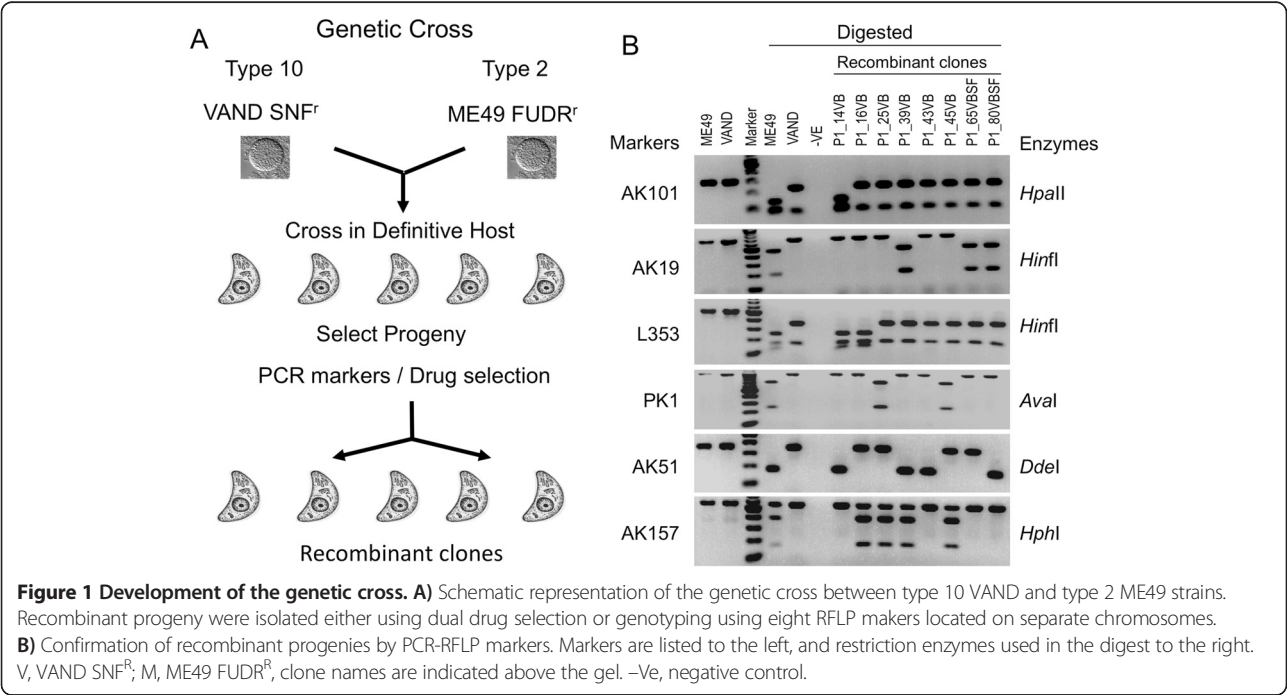 A
Genetic Cross
Type 10
Type 2
VAND SNFʳ
ME49 FUDRʳ
Cross in Definitive Host
Select Progeny
PCR markers / Drug selection
Recombinant clones
B
Digested
Recombinant clones
Markers
ME49
VAND
Marker
ME49
VAND
-VE
P1_14VB
P1_16VB
P1_25VB
P1_39VB
P1_43VB
P1_45VB
P1_65VBSF
P1_80VBSF
Enzymes
AK101
HpaII
AK19
HinfI
L353
HinfI
PK1
AvaI
AK51
DdeI
AK157
HphI
Figure 1 Development of the genetic cross. A) Schematic representation of the genetic cross between type 10 VAND and type 2 ME49 strains.
Recombinant progeny were isolated either using dual drug selection or genotyping using eight RFLP makers located on separate chromosomes.
B) Confirmation of recombinant progenies by PCR-RFLP markers. Markers are listed to the left, and restriction enzymes used in the digest to the right.
V, VAND SNFᴿ; M, ME49 FUDRᴿ, clone names are indicated above the gel. –Ve, negative control.